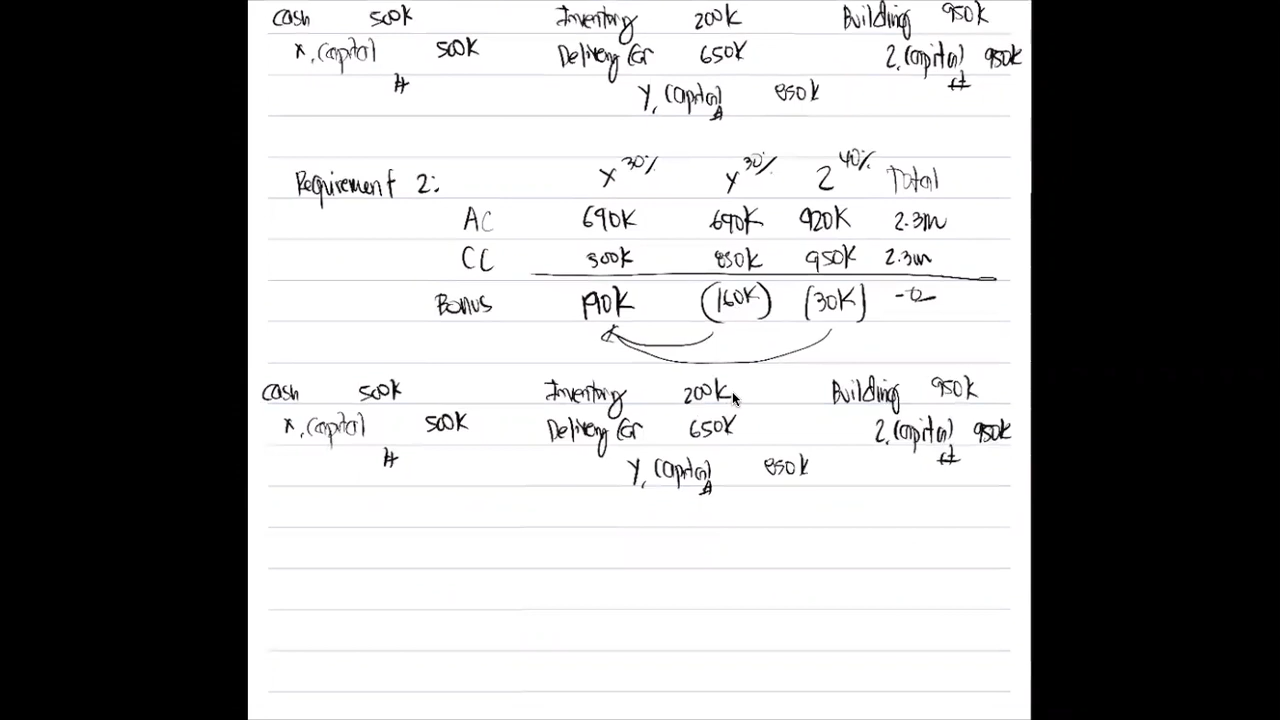 Cash 500K Inventory 200K Building 950K
X, Capital 500K Delivery Eq 650K Z, Capital 950K
Y, Capital 850K
X 30% Y 30% Z 40% Total
Requirement 2:
AC 690K 690K 920K 2.3M
CC 500K 850K 950K 2.3M
Bonus 190K (160K) (30K) -0-
Cash 500K Inventory 200K Building 950K
X, Capital 500K Delivery Eq 650K Z, Capital 950K
Y, Capital 850K